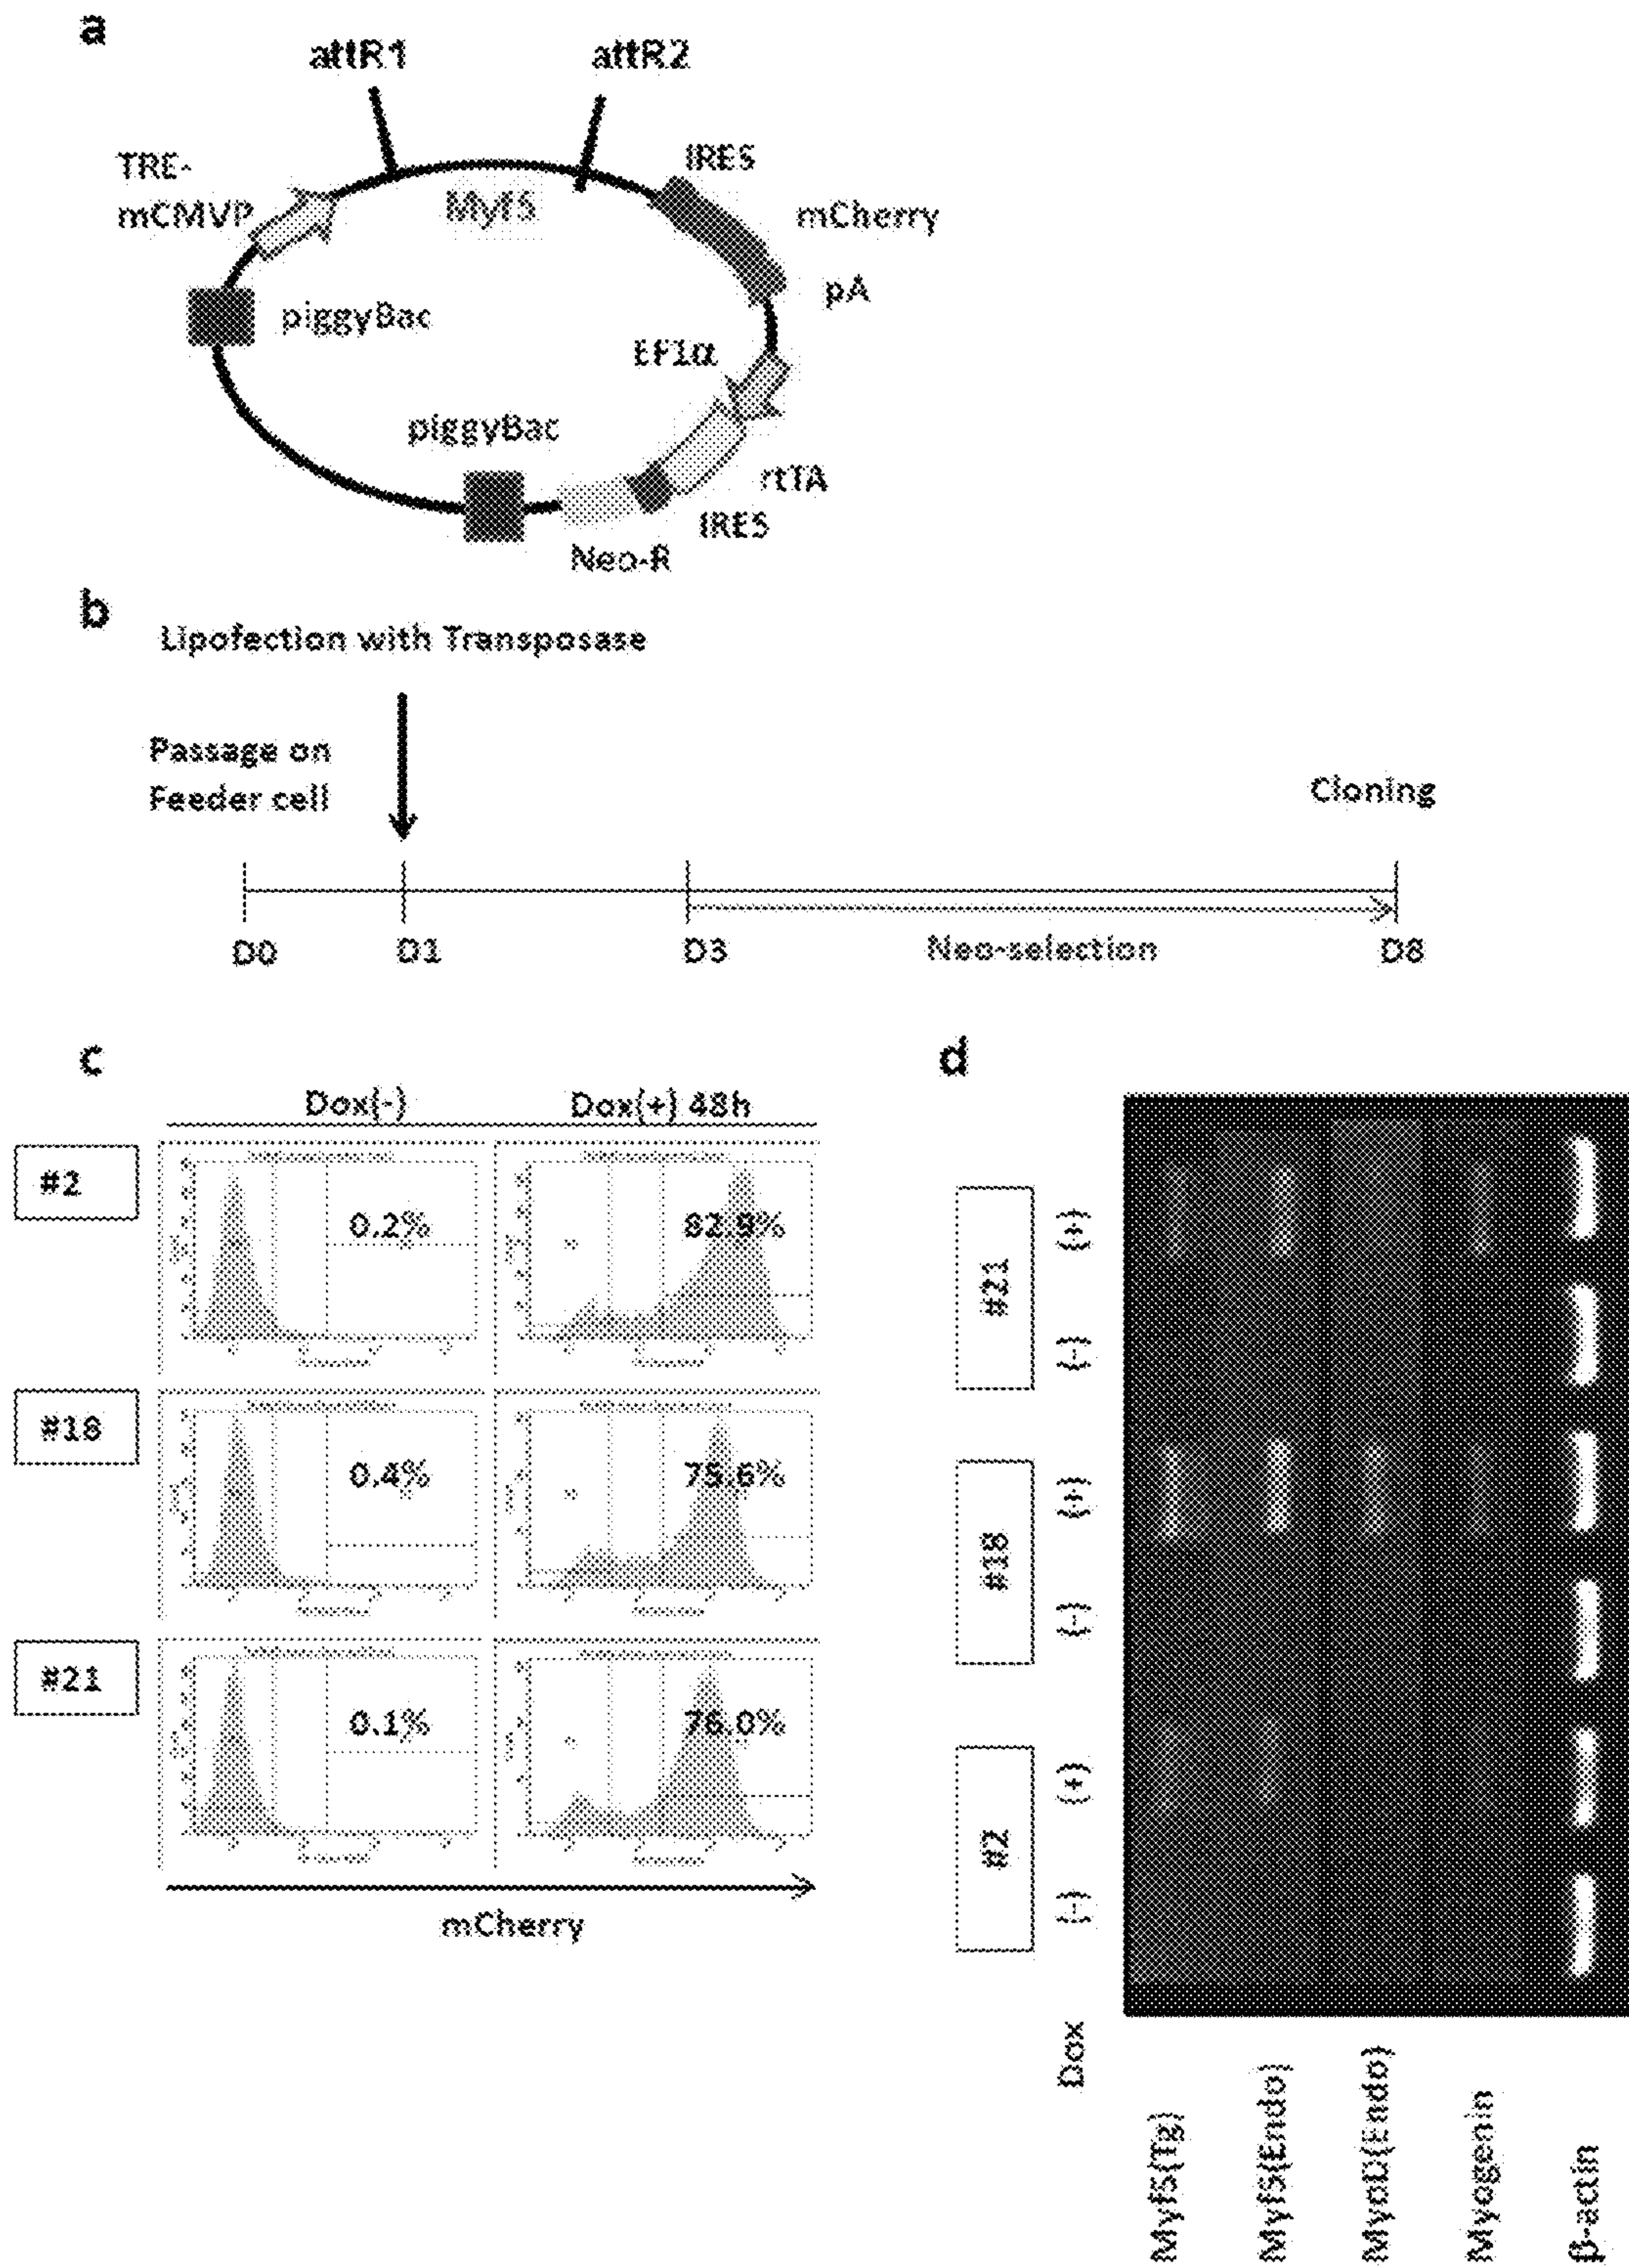 a
attR1
attR2
TRE-
mCMVP
Myf5
IRES
mCherry
pA
piggyBac
EF1α
piggyBac
rtTA
IRES
Neo-R
b
Lipofection with Transposase
Passage on
Feeder cell
Cloning
D0
D1
D3
Neo-selection
D8
c
Dox(-)
Dox(+) 48h
#2
0.2%
82.9%
#18
0.4%
75.6%
#21
0.1%
76.0%
mCherry
d
#21
(+)
(-)
#18
(+)
(-)
#2
(+)
(-)
Dox
Myf5(Tg)
Myf5(Endo)
MyoD(Endo)
Myogenin
β-actin